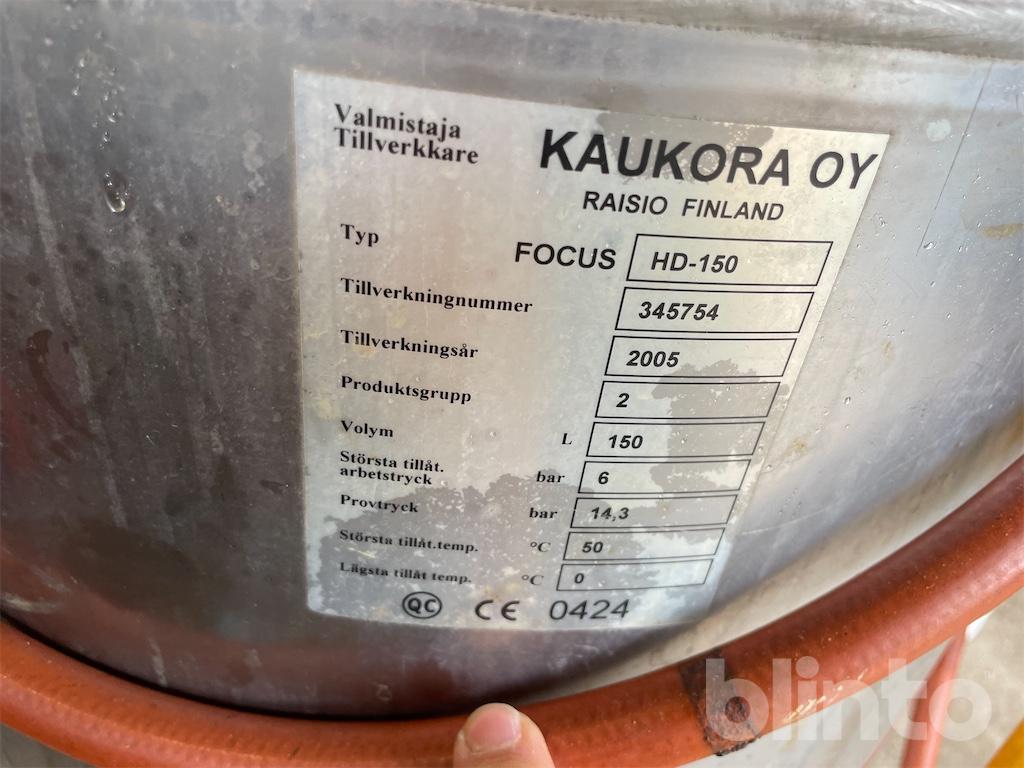 Valmistaja
Tillverkkare
KAUKORA OY
RAISIO FINLAND
Typ FOCUS HD-150
Tillverkningnummer 345754
Tillverkningsår 2005
Produktsgrupp 2
Volym L 150
Största tillåt.
arbetstryck bar 6
Provtryck bar 14,3
Största tillåt.temp. °C 50
Lägsta tillåt temp. °C 0
QC CE 0424
blinto™